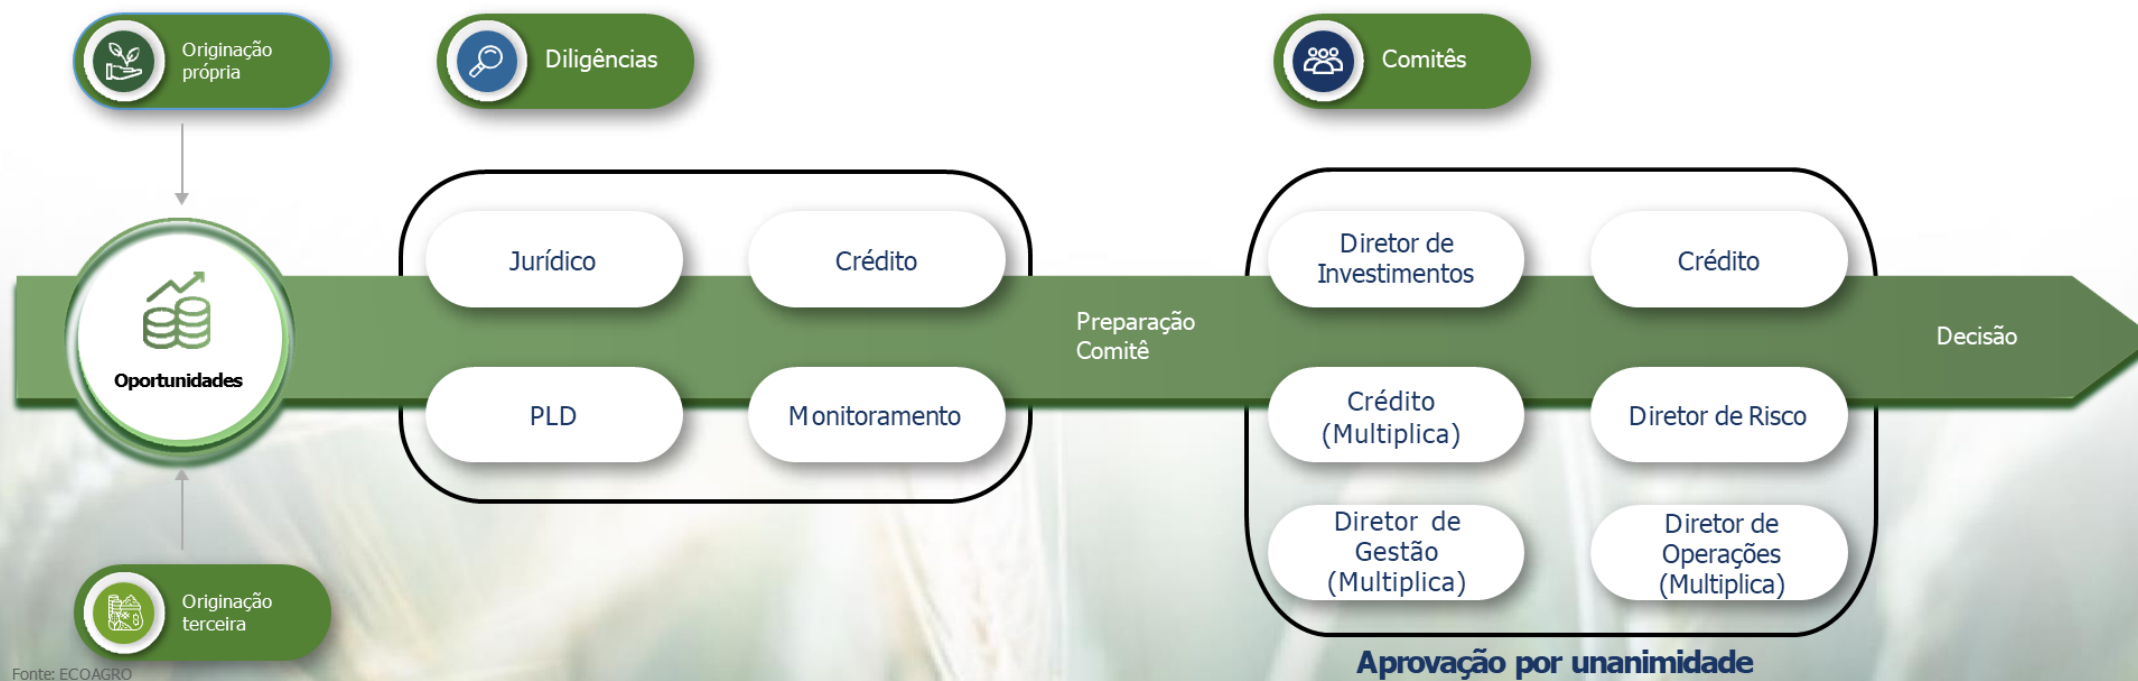 Originação
própria
Diligências
Comitês
Jurídico
Crédito
Diretor de
Investimentos
Crédito
Preparação
Comitê
Decisão
Oportunidades
PLD
Monitoramento
Crédito
(Multiplica)
Diretor de Risco
Diretor de
Gestão
(Multiplica)
Diretor de
Operações
(Multiplica)
Originação
terceira
Aprovação por unanimidade
Fonte: ECOAGRO